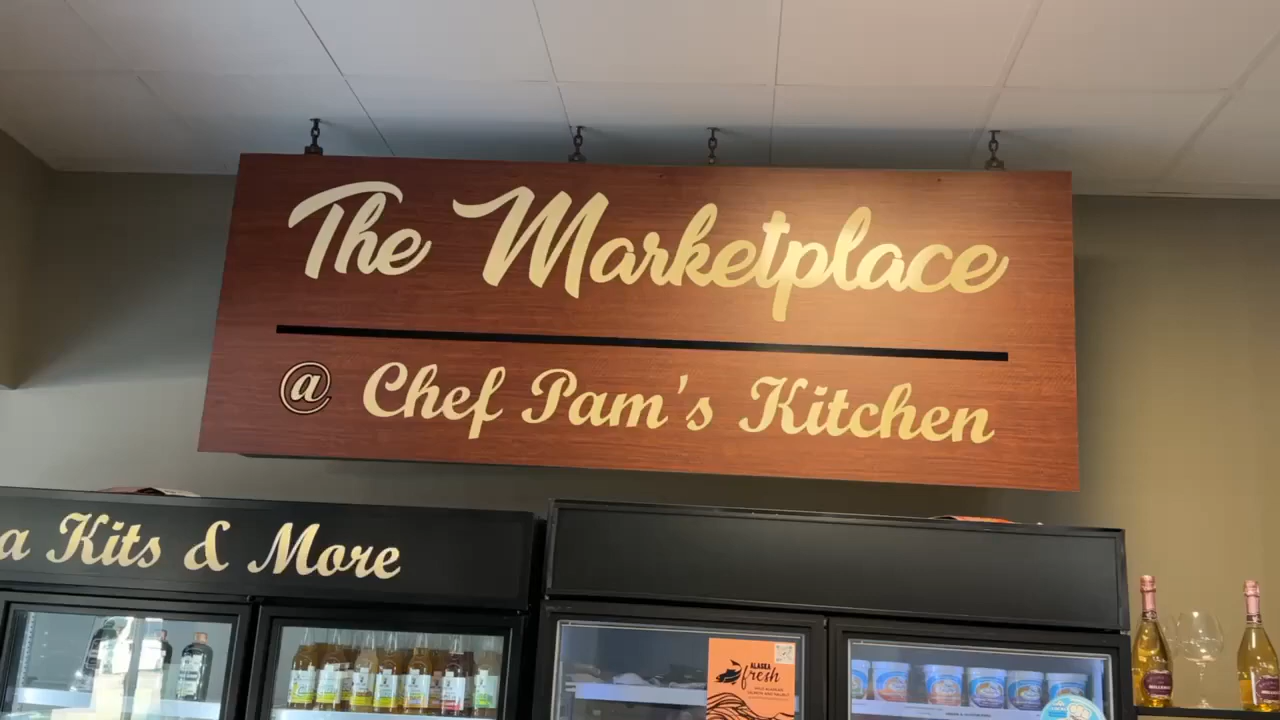 The Marketplace
@ Chef Pam's Kitchen
a Kits & More
ALASKA
fresh